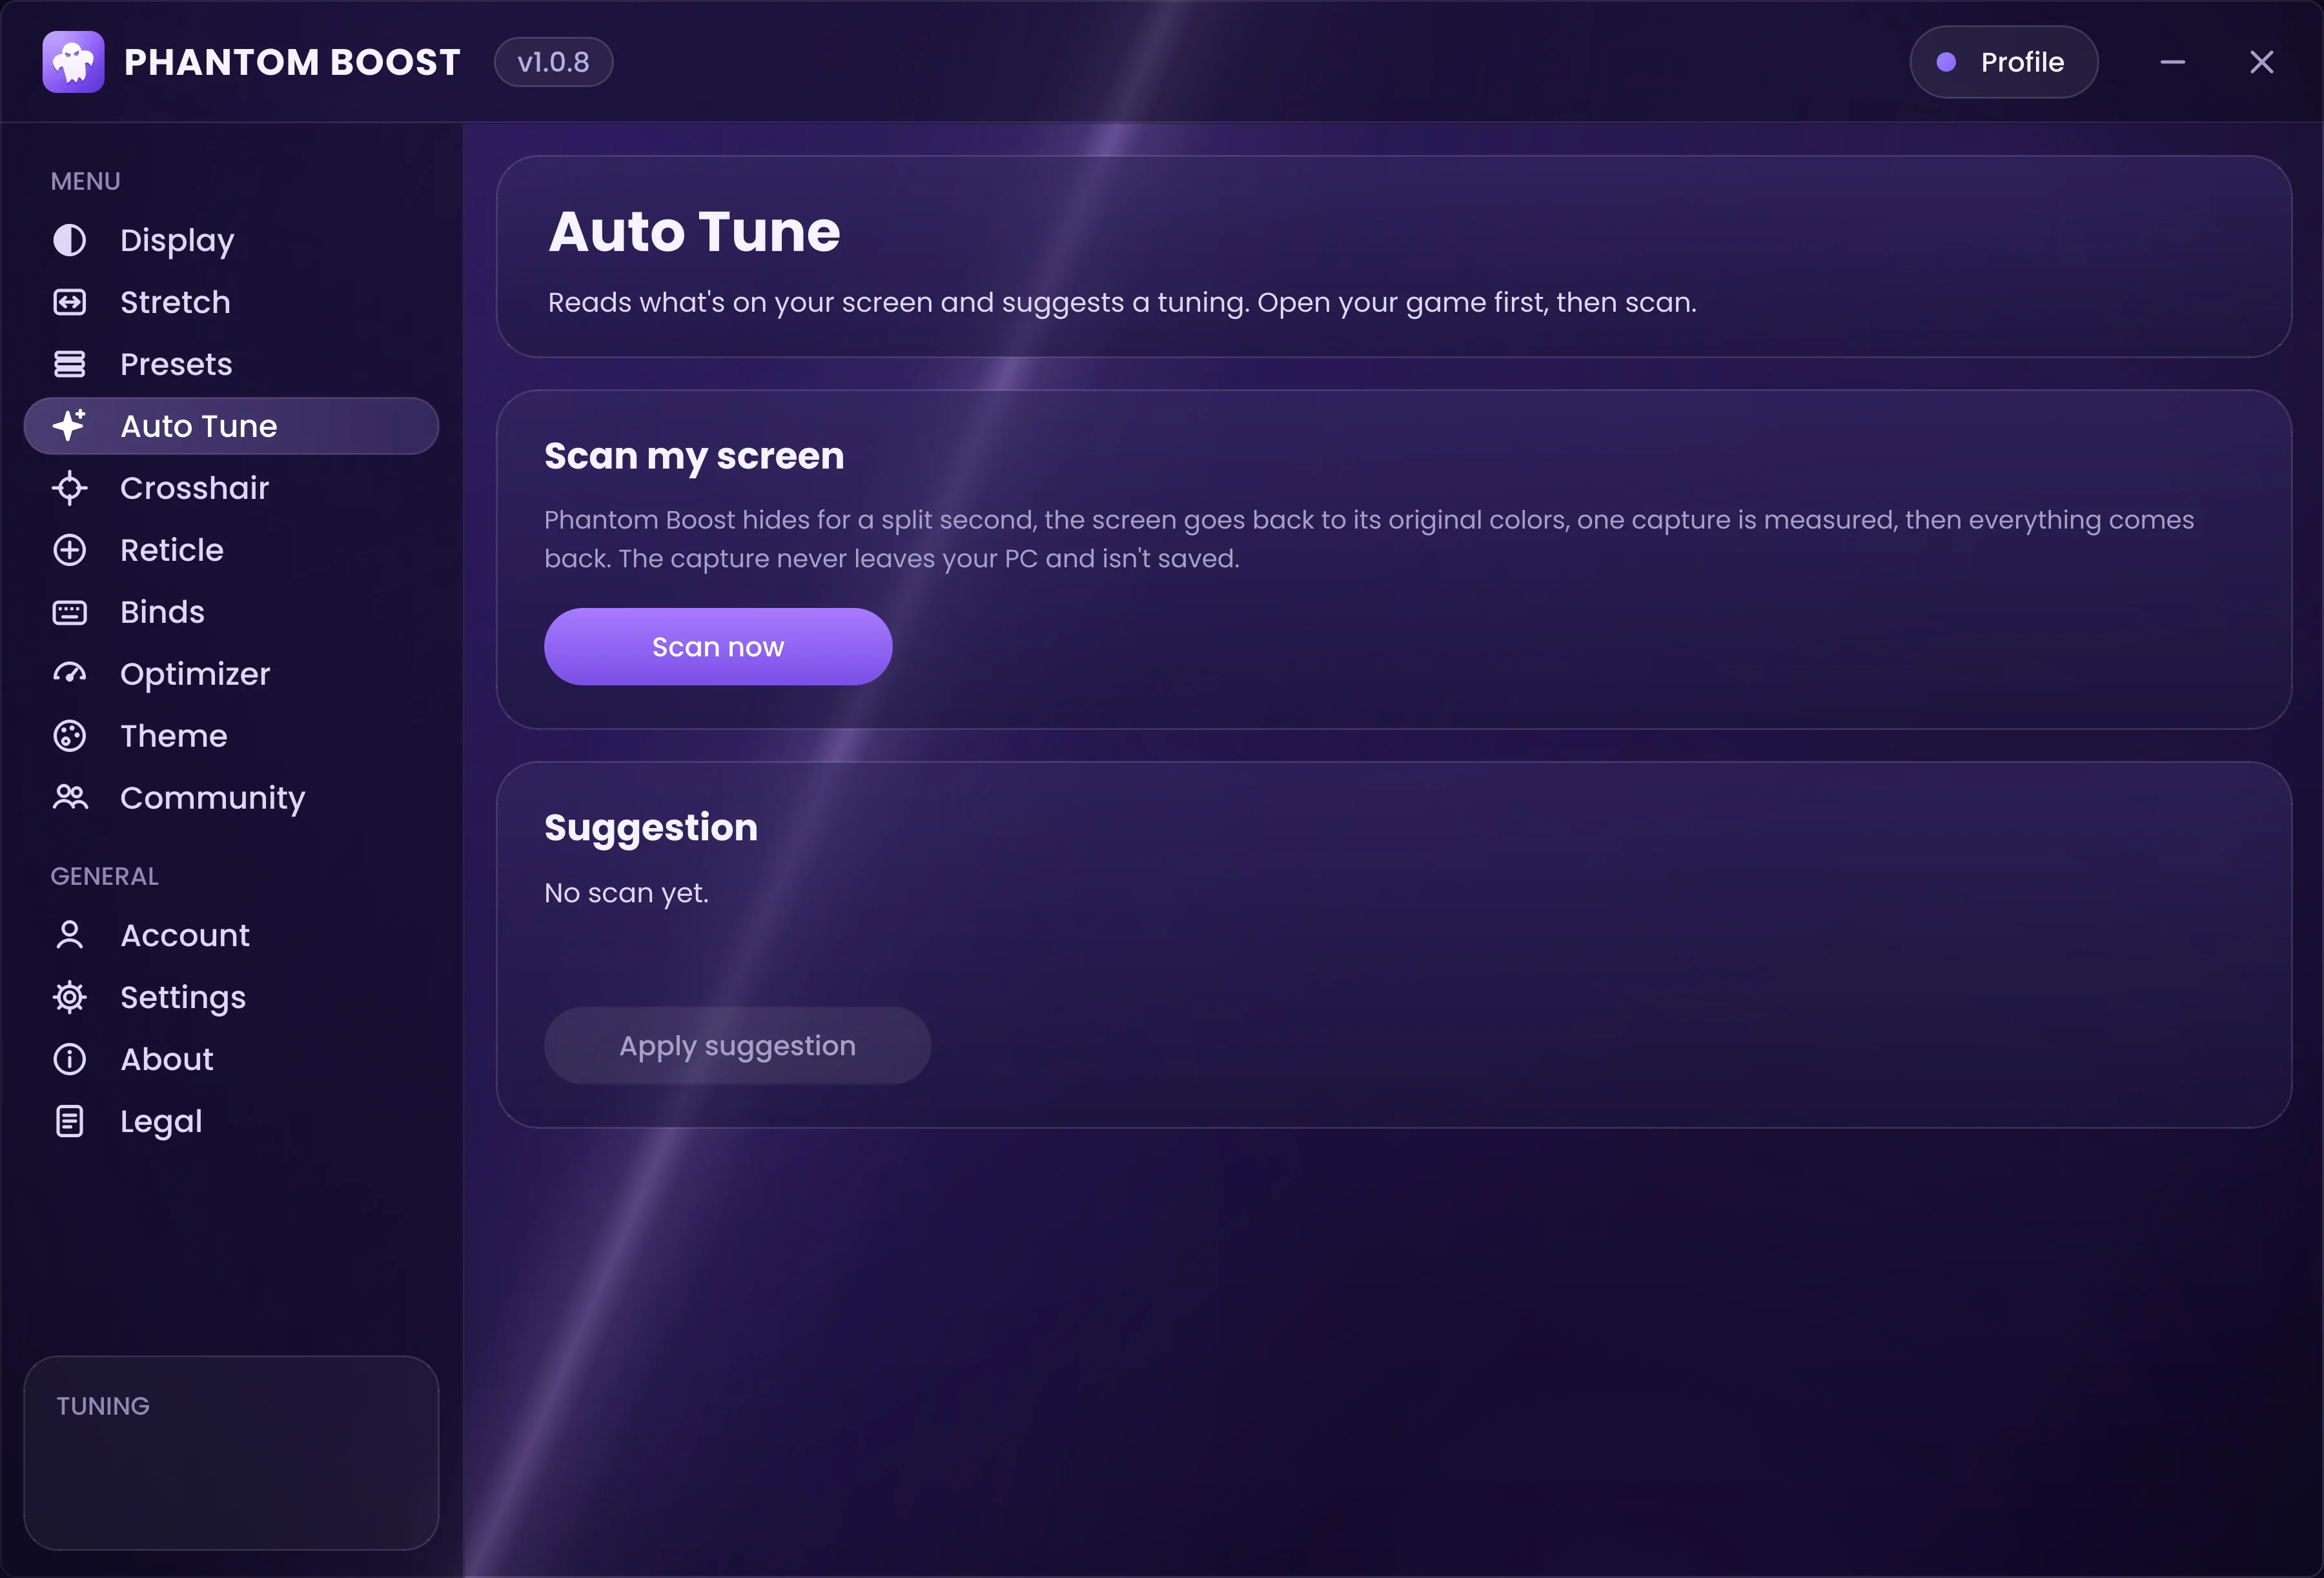 PHANTOM BOOST
v1.0.8
Profile
MENU
Display
Stretch
Presets
Auto Tune
Crosshair
Reticle
Binds
Optimizer
Theme
Community
GENERAL
Account
Settings
About
Legal
TUNING
Auto Tune
Reads what's on your screen and suggests a tuning. Open your game first, then scan.
Scan my screen
Phantom Boost hides for a split second, the screen goes back to its original colors, one capture is measured, then everything comes
back. The capture never leaves your PC and isn't saved.
Scan now
Suggestion
No scan yet.
Apply suggestion